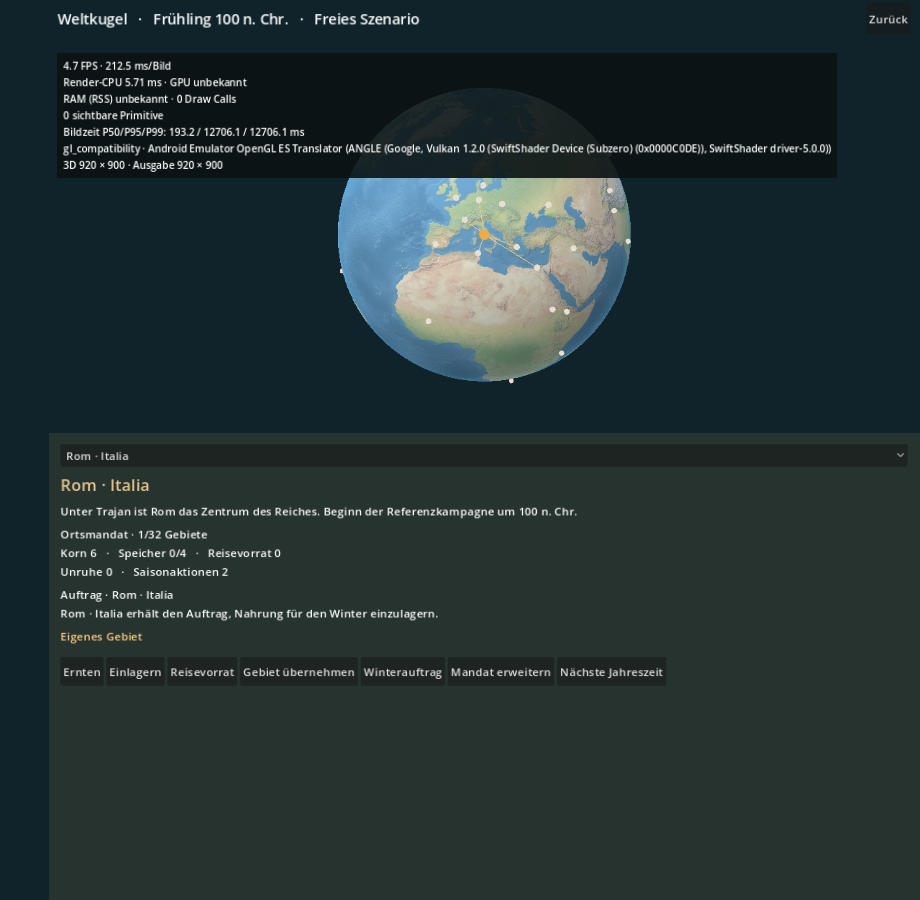 Weltkugel · Frühling 100 n. Chr. · Freies Szenario
Zurück
4.7 FPS · 212.5 ms/Bild
Render-CPU 5.71 ms · GPU unbekannt
RAM (RSS) unbekannt · 0 Draw Calls
0 sichtbare Primitive
Bildzeit P50/P95/P99: 193.2 / 12706.1 / 12706.1 ms
gl_compatibility · Android Emulator OpenGL ES Translator (ANGLE (Google, Vulkan 1.2.0 (SwiftShader Device (Subzero) (0x0000C0DE)), SwiftShader driver-5.0.0))
3D 920 × 900 · Ausgabe 920 × 900
Rom · Italia
Rom · Italia
Unter Trajan ist Rom das Zentrum des Reiches. Beginn der Referenzkampagne um 100 n. Chr.
Ortsmandat · 1/32 Gebiete
Korn 6 · Speicher 0/4 · Reisevorrat 0
Unruhe 0 · Saisonaktionen 2
Auftrag · Rom · Italia
Rom · Italia erhält den Auftrag, Nahrung für den Winter einzulagern.
Eigenes Gebiet
Ernten Einlagern Reisevorrat Gebiet übernehmen Winterauftrag Mandat erweitern Nächste Jahreszeit